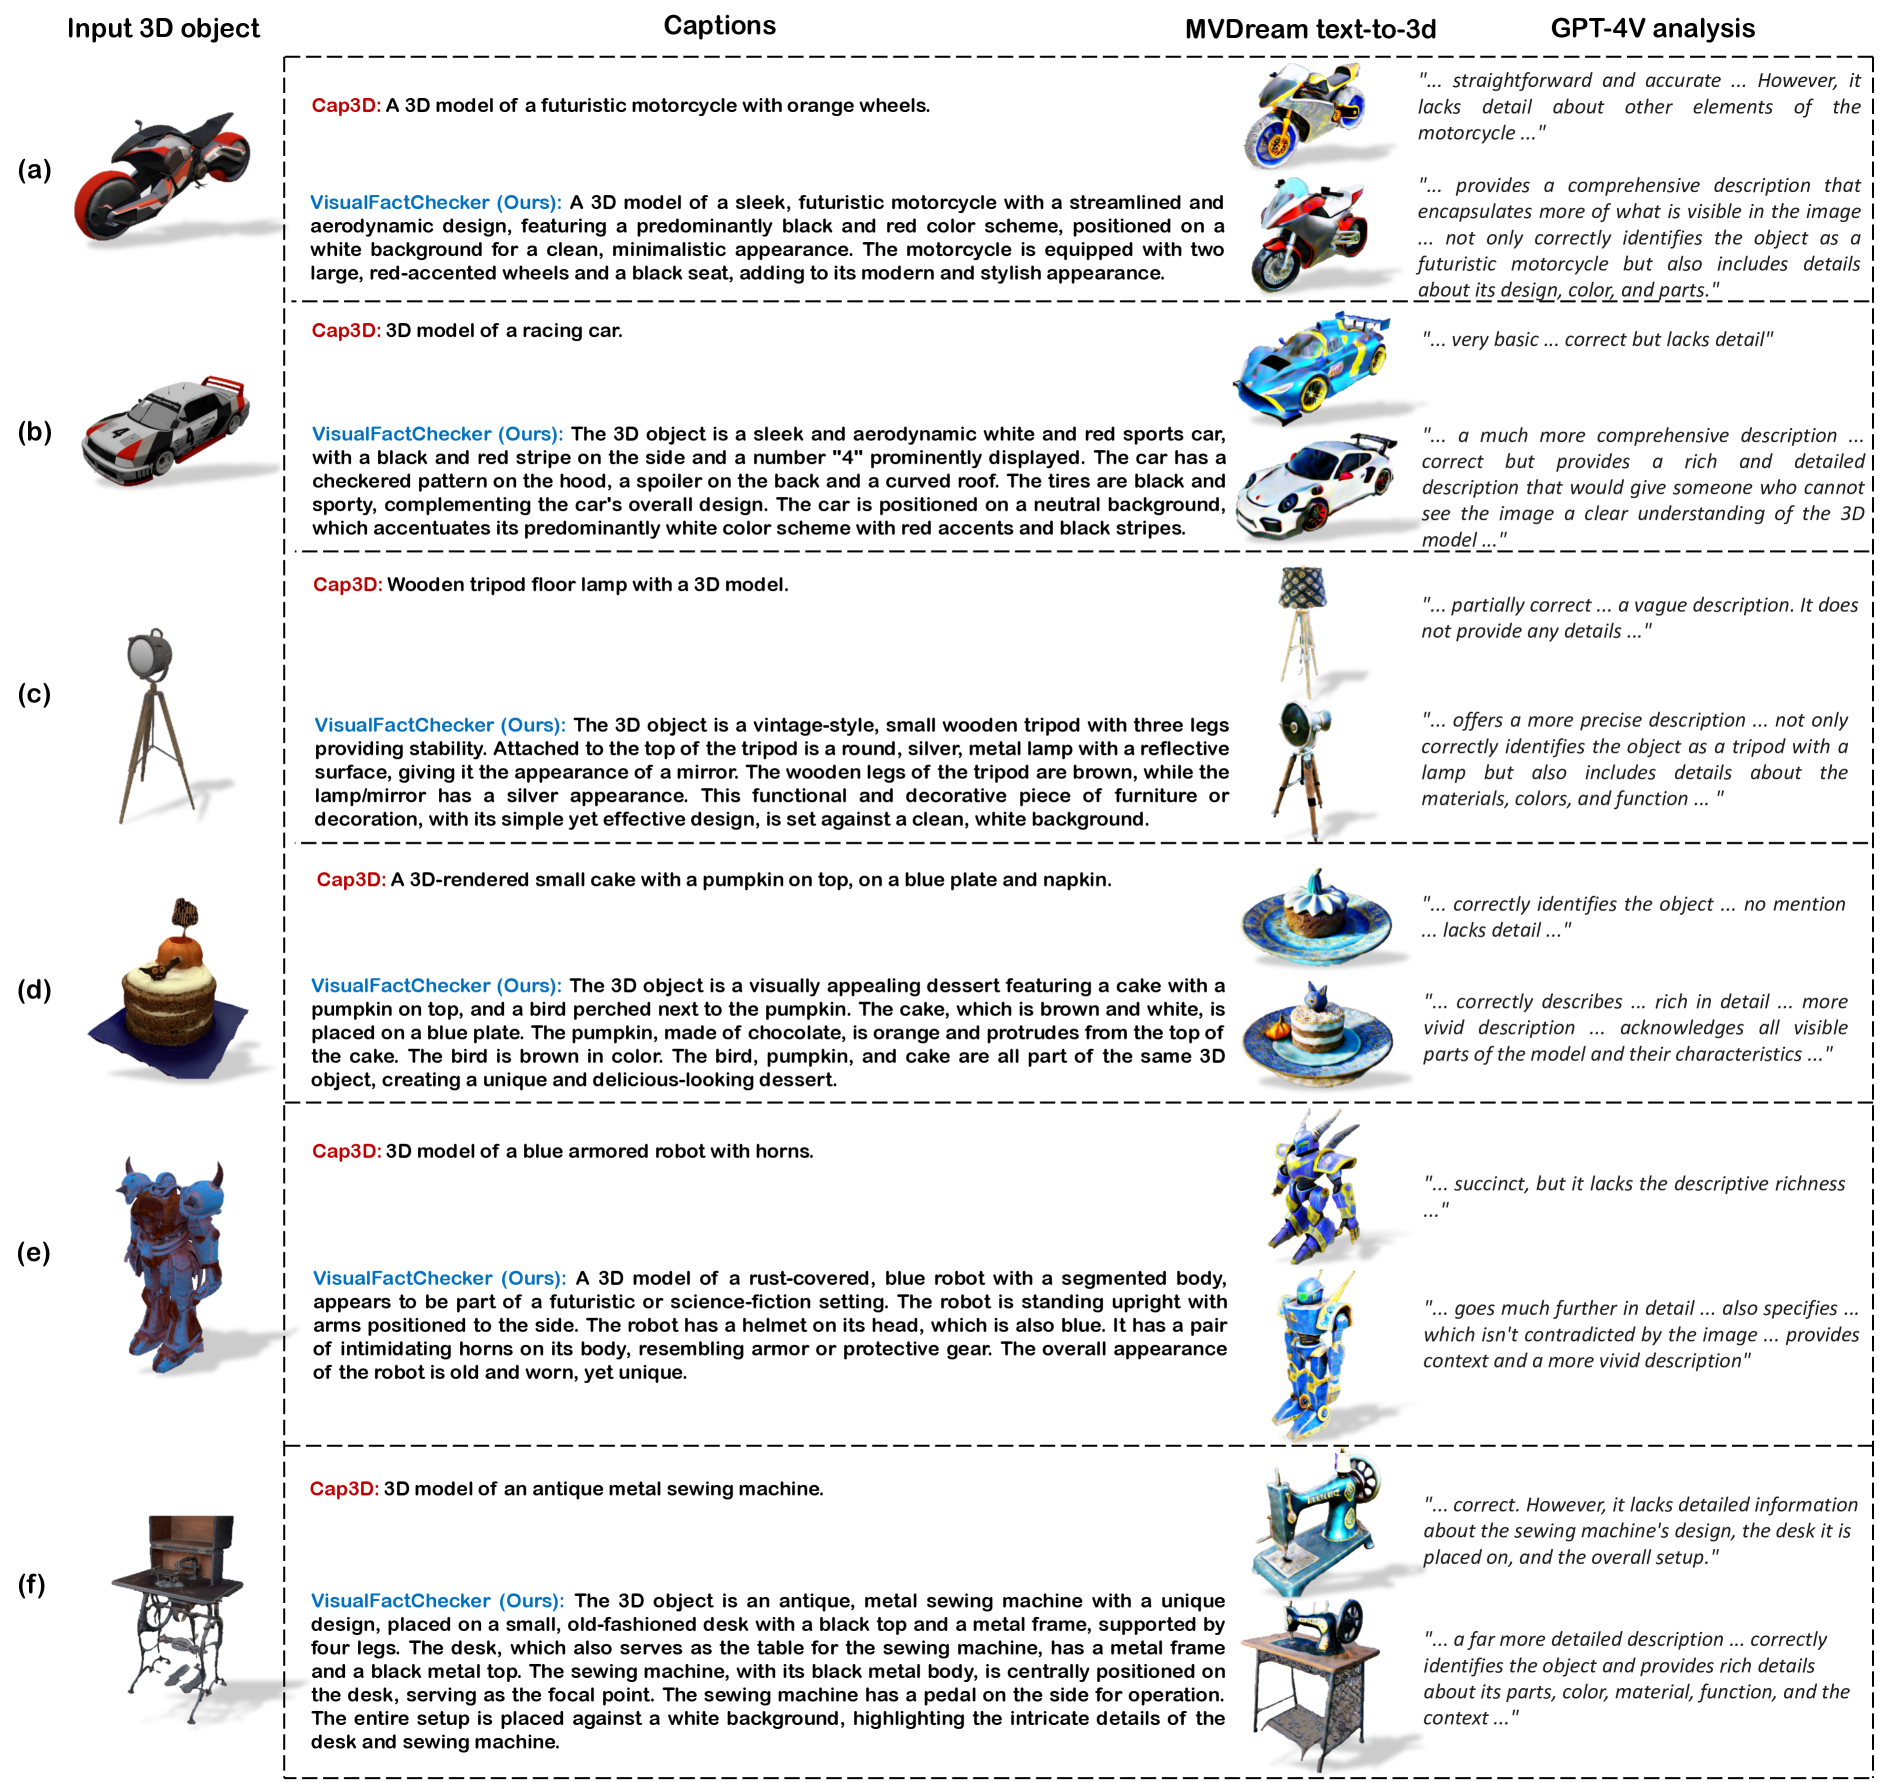 Input 3D object
Captions
MVDream text-to-3d
GPT-4V analysis
(a)
Cap3D: A 3D model of a futuristic motorcycle with orange wheels.
"... straightforward and accurate ... However, it
lacks detail about other elements of the
motorcycle ..."
VisualFactChecker (Ours): A 3D model of a sleek, futuristic motorcycle with a streamlined and
aerodynamic design, featuring a predominantly black and red color scheme, positioned on a
white background for a clean, minimalistic appearance. The motorcycle is equipped with two
large, red-accented wheels and a black seat, adding to its modern and stylish appearance.
"... provides a comprehensive description that
encapsulates more of what is visible in the image
... not only correctly identifies the object as a
futuristic motorcycle but also includes details
about its design, color, and parts."
(b)
Cap3D: 3D model of a racing car.
"... very basic ... correct but lacks detail"
4
4
VisualFactChecker (Ours): The 3D object is a sleek and aerodynamic white and red sports car,
with a black and red stripe on the side and a number "4" prominently displayed. The car has a
checkered pattern on the hood, a spoiler on the back and a curved roof. The tires are black and
sporty, complementing the car's overall design. The car is positioned on a neutral background,
which accentuates its predominantly white color scheme with red accents and black stripes.
"... a much more comprehensive description ...
correct but provides a rich and detailed
description that would give someone who cannot
see the image a clear understanding of the 3D
model ..."
(c)
Cap3D: Wooden tripod floor lamp with a 3D model.
"... partially correct ... a vague description. It does
not provide any details ..."
VisualFactChecker (Ours): The 3D object is a vintage-style, small wooden tripod with three legs
providing stability. Attached to the top of the tripod is a round, silver, metal lamp with a reflective
surface, giving it the appearance of a mirror. The wooden legs of the tripod are brown, while the
lamp/mirror has a silver appearance. This functional and decorative piece of furniture or
decoration, with its simple yet effective design, is set against a clean, white background.
"... offers a more precise description ... not only
correctly identifies the object as a tripod with a
lamp but also includes details about the
materials, colors, and function ... "
(d)
Cap3D: A 3D-rendered small cake with a pumpkin on top, on a blue plate and napkin.
"... correctly identifies the object ... no mention
... lacks detail ..."
VisualFactChecker (Ours): The 3D object is a visually appealing dessert featuring a cake with a
pumpkin on top, and a bird perched next to the pumpkin. The cake, which is brown and white, is
placed on a blue plate. The pumpkin, made of chocolate, is orange and protrudes from the top of
the cake. The bird is brown in color. The bird, pumpkin, and cake are all part of the same 3D
object, creating a unique and delicious-looking dessert.
"... correctly describes ... rich in detail ... more
vivid description ... acknowledges all visible
parts of the model and their characteristics ..."
(e)
Cap3D: 3D model of a blue armored robot with horns.
"... succinct, but it lacks the descriptive richness
..."
VisualFactChecker (Ours): A 3D model of a rust-covered, blue robot with a segmented body,
appears to be part of a futuristic or science-fiction setting. The robot is standing upright with
arms positioned to the side. The robot has a helmet on its head, which is also blue. It has a pair
of intimidating horns on its body, resembling armor or protective gear. The overall appearance
of the robot is old and worn, yet unique.
"... goes much further in detail ... also specifies ...
which isn't contradicted by the image ... provides
context and a more vivid description"
(f)
Cap3D: 3D model of an antique metal sewing machine.
"... correct. However, it lacks detailed information
about the sewing machine's design, the desk it is
placed on, and the overall setup."
VisualFactChecker (Ours): The 3D object is an antique, metal sewing machine with a unique
design, placed on a small, old-fashioned desk with a black top and a metal frame, supported by
four legs. The desk, which also serves as the table for the sewing machine, has a metal frame
and a black metal top. The sewing machine, with its black metal body, is centrally positioned on
the desk, serving as the focal point. The sewing machine has a pedal on the side for operation.
The entire setup is placed against a white background, highlighting the intricate details of the
desk and sewing machine.
"... a far more detailed description ... correctly
identifies the object and provides rich details
about its parts, color, material, function, and the
context ..."